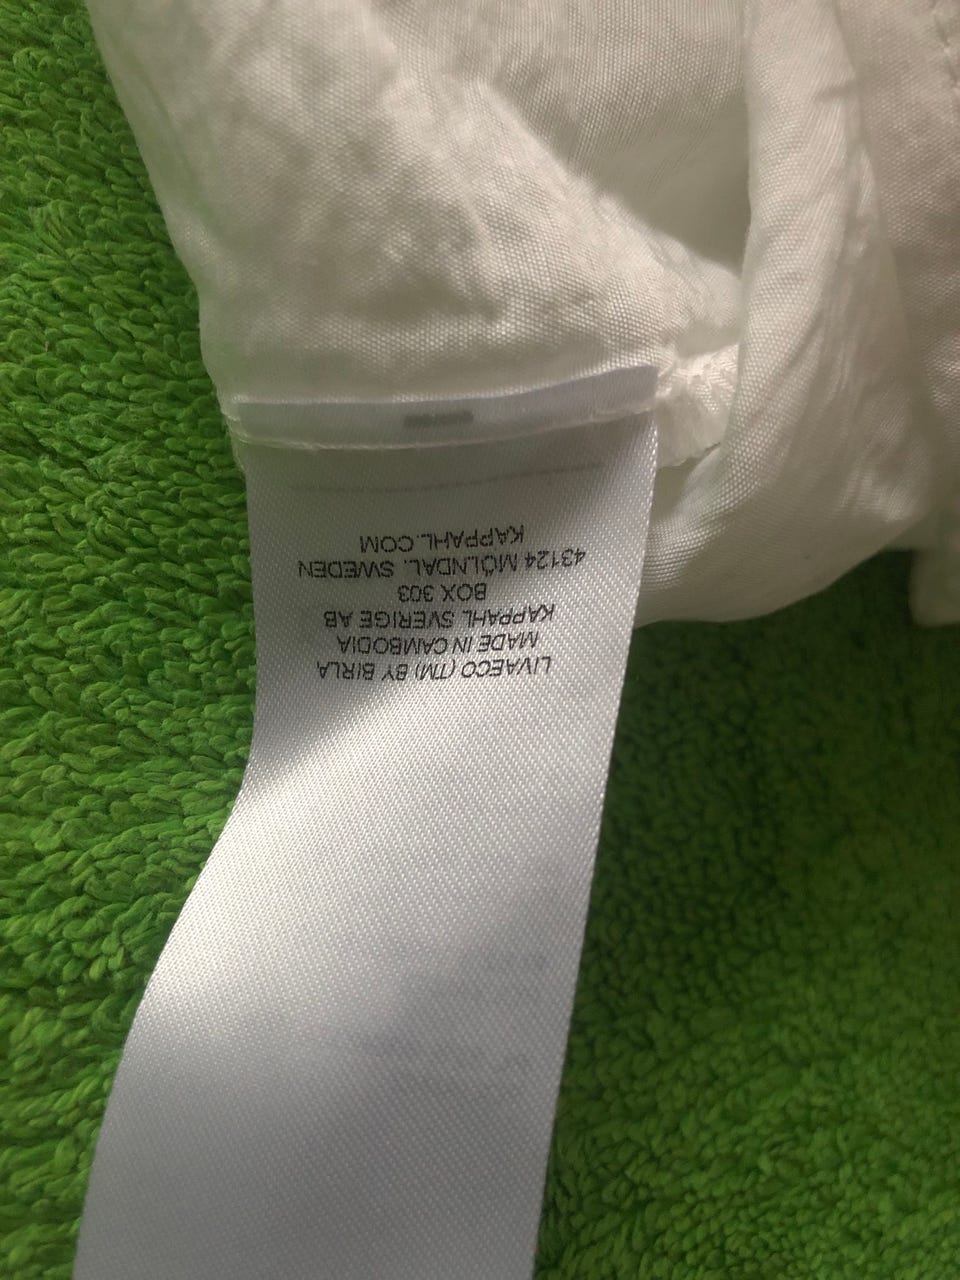 LIVAECO (TM) BY BIRLA
MADE IN CAMBODIA
KAPPAHL SVERIGE AB
BOX 303
43124 MÖLNDAL. SWEDEN
KAPPAHL.COM